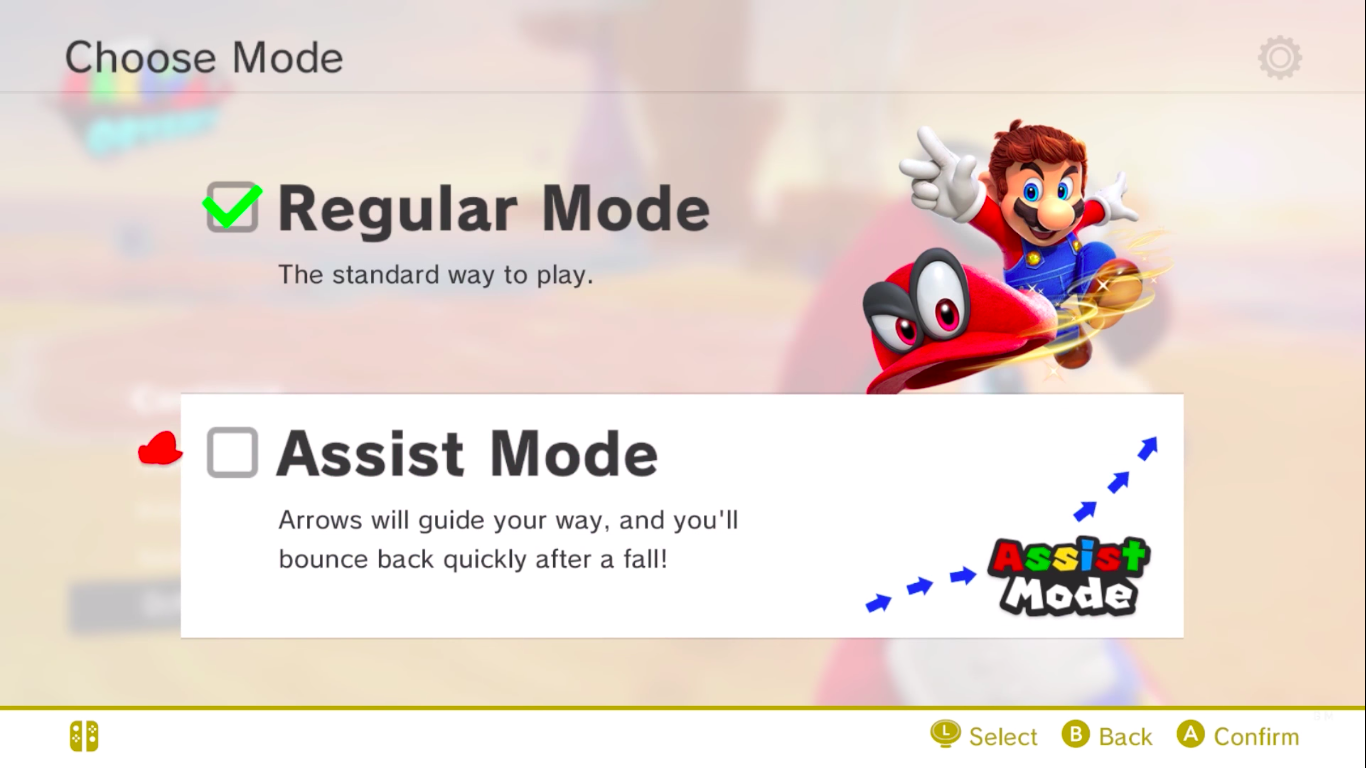 Choose Mode
Regular Mode
The standard way to play.
Assist Mode
Arrows will guide your way, and you'll
bounce back quickly after a fall!
Assist
Mode
L Select B Back A Confirm